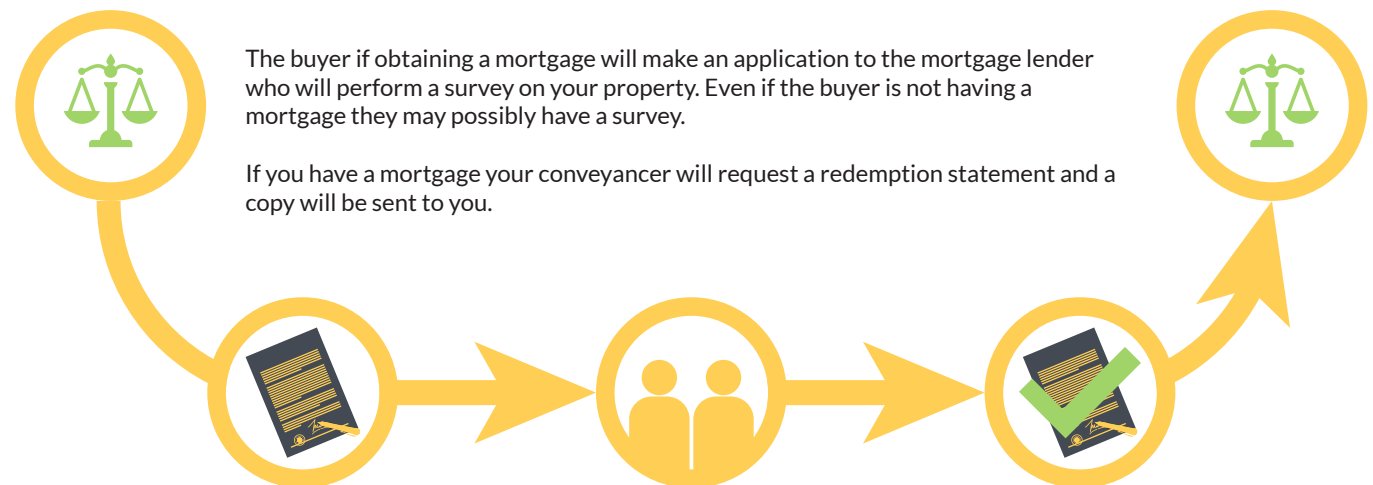 The buyer if obtaining a mortgage will make an application to the mortgage lender
who will perform a survey on your property. Even if the buyer is not having a
mortgage they may possibly have a survey.
If you have a mortgage your conveyancer will request a redemption statement and a
copy will be sent to you.